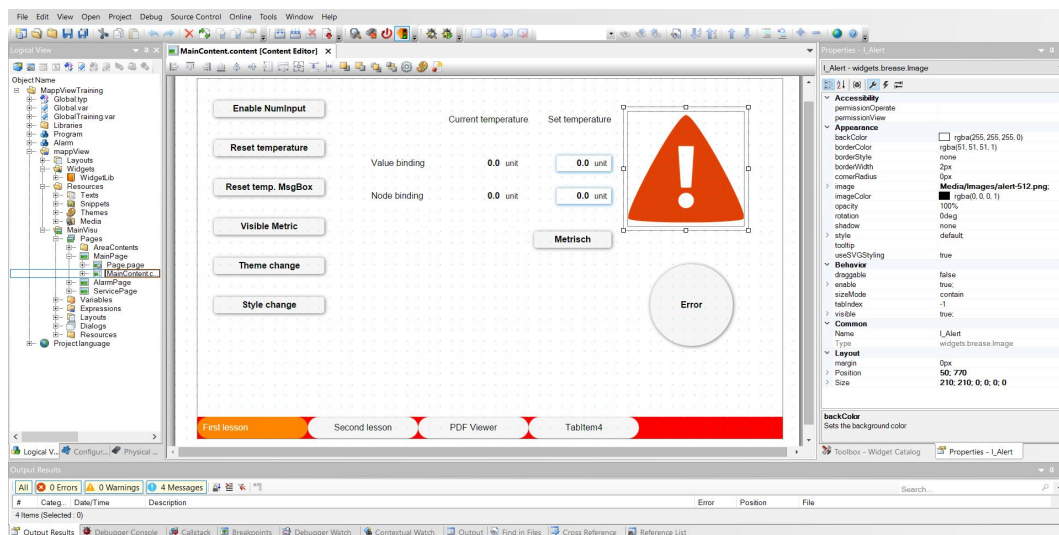 File Edit View Open Project Debug Source Control Online Tools Window Help
Logical View
MainContent.content [Content Editor]
Properties - I_Alert
Object Name
MappViewTraining
Global.typ
Global.var
GlobalTraining.var
Libraries
Program
Alarm
mappView
Layouts
Widgets
WidgetLib
Resources
Texts
Snippets
Themes
Media
MainVisu
Pages
AreaContents
MainPage
Page.page
MainContent.c...
AlarmPage
ServicePage
Variables
Expressions
Layouts
Dialogs
Resources
Projectlanguage
Logical V... Configur... Physical ...
Enable NumInput
Reset temperature
Reset temp. MsgBox
Visible Metric
Theme change
Style change
Current temperature Set temperature
Value binding 0.0 unit 0.0 unit
Node binding 0.0 unit 0.0 unit
Metrisch
Error
First lesson Second lesson PDF Viewer TabItem4
I_Alert - widgets.brease.Image
Accessibility
permissionOperate
permissionView
Appearance
backColor rgba(255, 255, 255, 0)
borderColor rgba(51, 51, 51, 1)
borderStyle none
borderWidth 2px
cornerRadius 0px
image Media/Images/alert-512.png;
imageColor rgba(0, 0, 0, 1)
opacity 100%
rotation 0deg
shadow none
style default;
tooltip
useSVGStyling true
Behavior
draggable false
enable true;
sizeMode contain
tabIndex -1
visible true;
Common
Name I_Alert
Type widgets.brease.Image
Layout
margin 0px
Position 50; 770
Size 210; 210; 0; 0; 0; 0
backColor
Sets the background color
Toolbox - Widget Catalog Properties - I_Alert
Output Results
All 0 Errors 0 Warnings 4 Messages Search...
# Categ... Date/Time Description Error Position File
4 Items (Selected : 0)
Output Results Debugger Console Callstack Breakpoints Debugger Watch Contextual Watch Output Find in Files Cross Reference Reference List